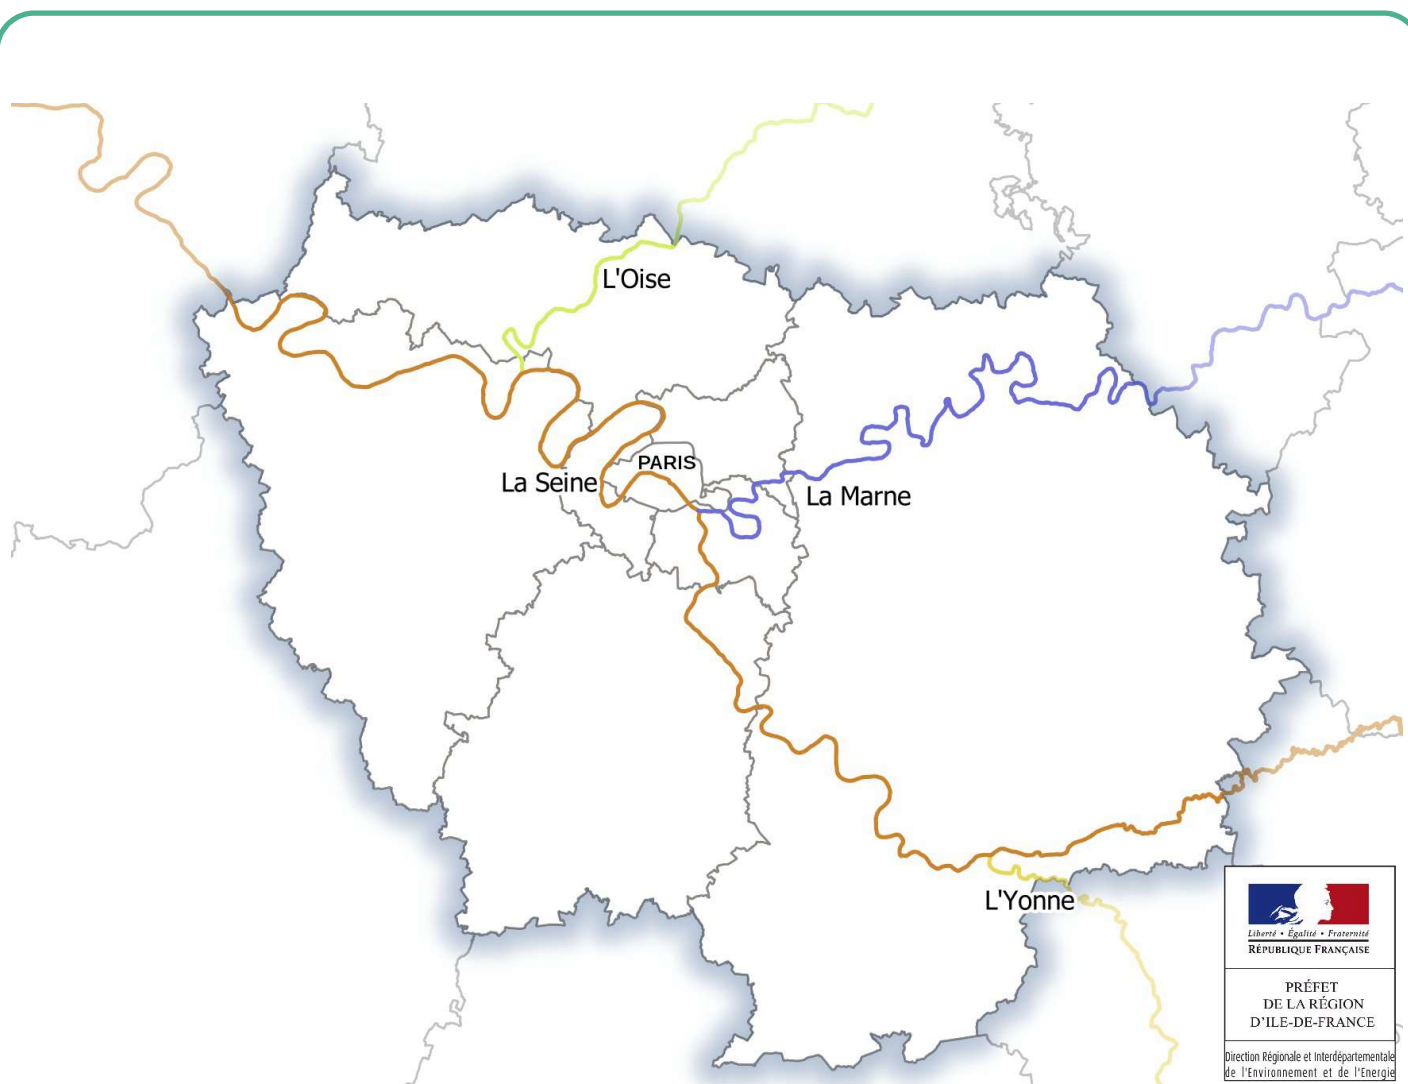 L'Oise
PARIS
La Seine
La Marne
L'Yonne
Liberté • Égalité • Fraternité
RÉPUBLIQUE FRANÇAISE
PRÉFET
DE LA RÉGION
D'ILE-DE-FRANCE
Direction Régionale et Interdépartementale
de l'Environnement et de l'Energie